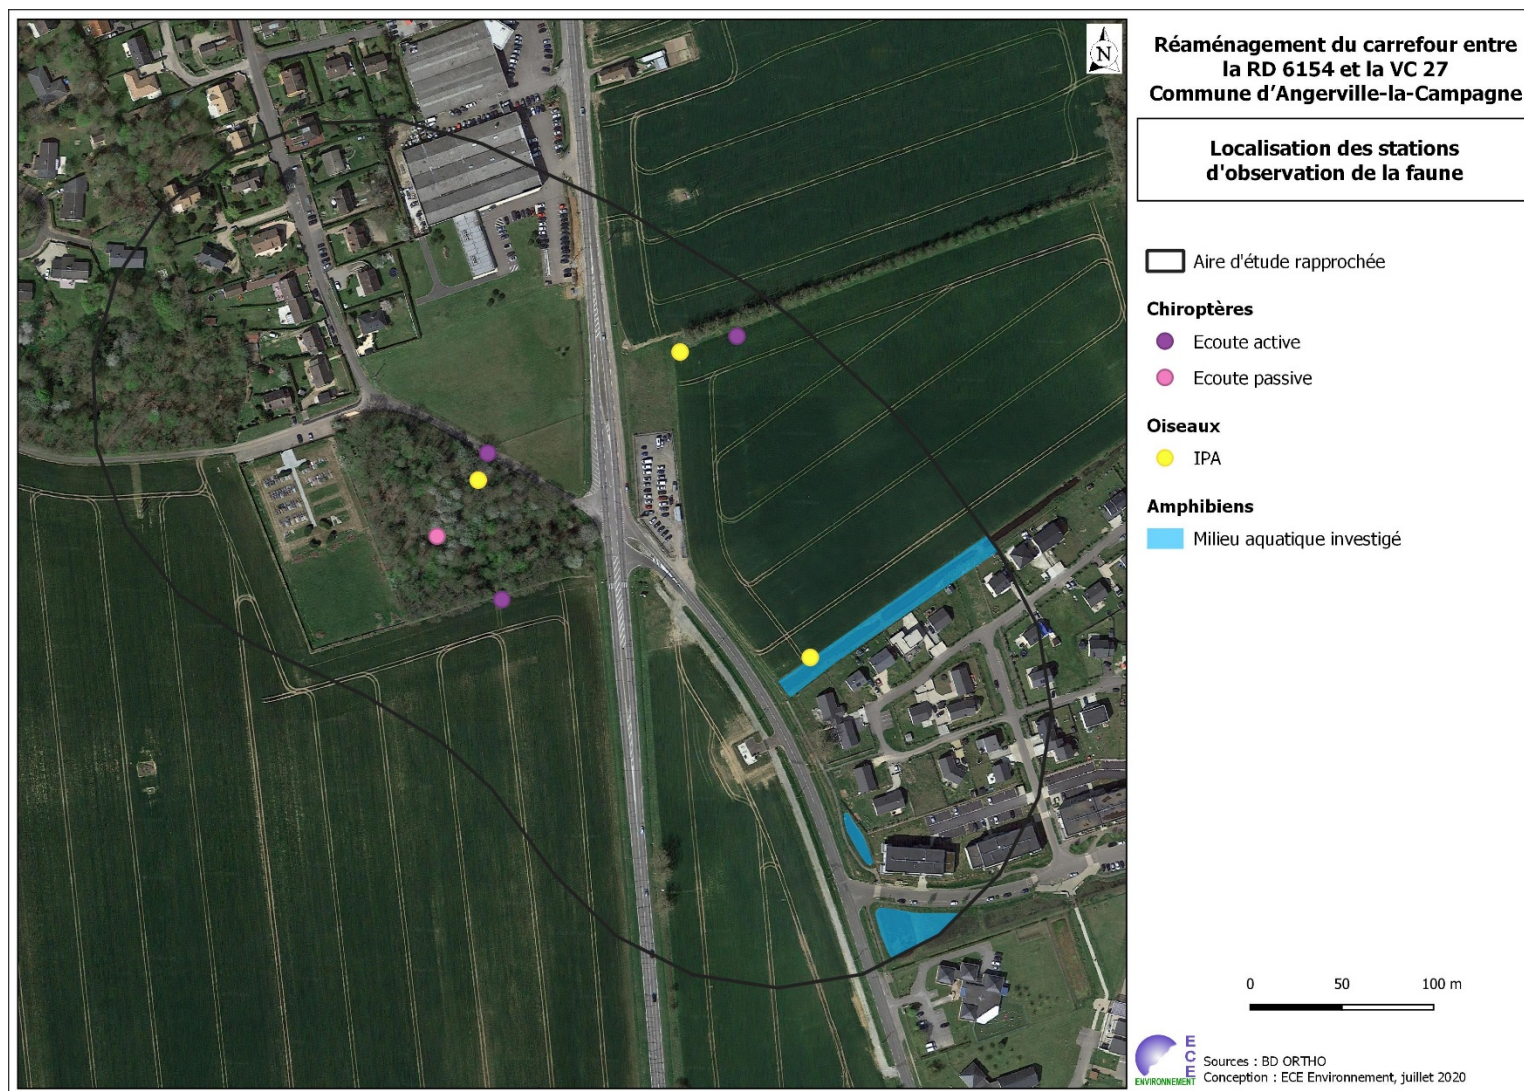 N
Réaménagement du carrefour entre
la RD 6154 et la VC 27
Commune d'Angerville-la-Campagne
Localisation des stations
d'observation de la faune
Aire d'étude rapprochée
Chiroptères
Ecoute active
Ecoute passive
Oiseaux
IPA
Amphibiens
Milieu aquatique investigé
0 50 100 m
ECE
ENVIRONNEMENT
Sources : BD ORTHO
Conception : ECE Environnement, juillet 2020